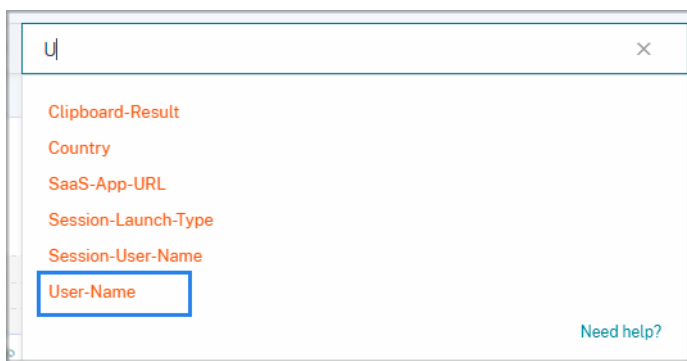 U
Clipboard-Result
Country
SaaS-App-URL
Session-Launch-Type
Session-User-Name
User-Name
Need help?